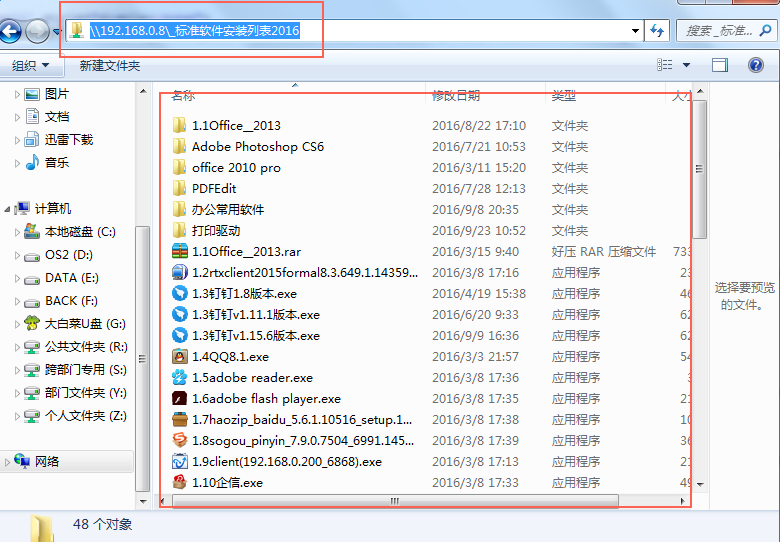 \\192.168.0.8\_标准软件安装列表2016
搜索 _标准...
组织 新建文件夹
图片
文档
迅雷下载
音乐
计算机
本地磁盘 (C:)
OS2 (D:)
DATA (E:)
BACK (F:)
大白菜U盘 (G:)
公共文件夹 (R:)
跨部门专用 (S:)
部门文件夹 (Y:)
个人文件夹 (Z:)
网络
名称 修改日期 类型 大小
1.1Office__2013 2016/8/22 17:10 文件夹
Adobe Photoshop CS6 2016/7/21 10:53 文件夹
office 2010 pro 2016/3/11 15:20 文件夹
PDFEdit 2016/7/28 12:13 文件夹
办公常用软件 2016/9/8 20:35 文件夹
打印驱动 2016/9/23 10:52 文件夹
1.1Office__2013.rar 2016/3/15 9:40 好压 RAR 压缩文件 733
1.2rtxclient2015formal8.3.649.1.14359... 2016/3/8 17:16 应用程序 23
1.3钉钉1.8版本.exe 2016/4/19 15:38 应用程序 46
1.3钉钉v1.11.1版本.exe 2016/6/20 9:33 应用程序 62
1.3钉钉v1.15.6版本.exe 2016/9/9 16:36 应用程序 62
1.4QQ8.1.exe 2016/3/3 21:57 应用程序 54
1.5adobe reader.exe 2016/3/8 17:36 应用程序 3
1.6adobe flash player.exe 2016/3/8 17:35 应用程序 21
1.7haozip_baidu_5.6.1.10516_setup.1... 2016/3/8 17:38 应用程序 10
1.8sogou_pinyin_7.9.0.7504_6991.145... 2016/3/8 17:39 应用程序 36
1.9client(192.168.0.200_6868).exe 2016/3/8 17:13 应用程序 21
1.10企信.exe 2016/3/8 17:33 应用程序 49
选择要预览
的文件。
48 个对象